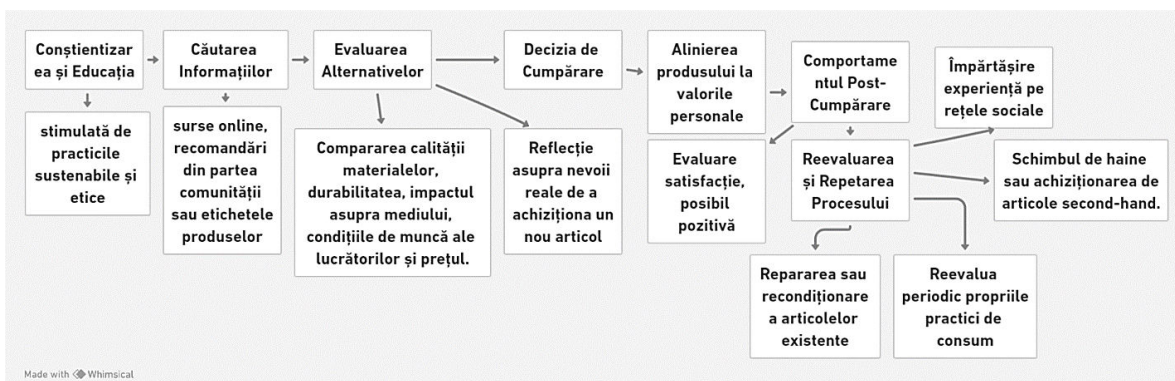 Conștientizar
ea și Educația
Căutarea
Informațiilor
Evaluarea
Alternativelor
Decizia de
Cumpărare
Alinierea
produsului la
valorile
personale
Comportame
ntul Post-
Cumpărare
Împărtășire
experiență pe
rețele sociale
stimulată de
practicile
sustenabile și
etice
surse online,
recomandări
din partea
comunității
sau etichetele
produselor
Compararea calității
materialelor,
durabilitatea, impactul
asupra mediului,
condițiile de muncă ale
lucrătorilor și prețul.
Reflecție
asupra nevoii
reale de a
achiziționa un
nou articol
Evaluare
satisfacție,
posibil
pozitivă
Reevaluarea
și Repetarea
Procesului
Schimbul de haine
sau achiziționarea de
articole second-hand.
Repararea sau
recondiționare
a articolelor
existente
Reevalua
periodic propriile
practici de
consum
Made with Whimsical